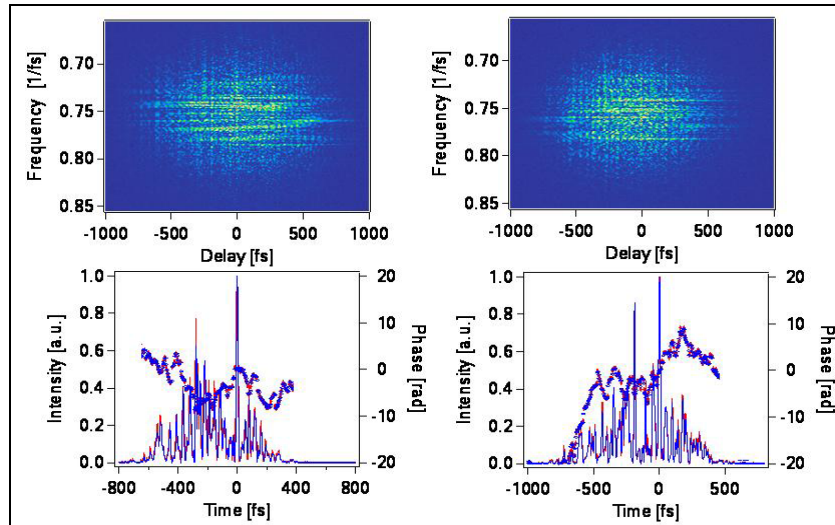 Frequency [1/fs]
0.70
0.75
0.80
0.85
-1000 -500 0 500 1000
Delay [fs]
Frequency [1/fs]
0.70
0.75
0.80
0.85
-1000 -500 0 500 1000
Delay [fs]
Intensity [a.u.]
1.0
0.8
0.6
0.4
0.2
0.0
20
10
0
-10
-20
Phase [rad]
-800 -400 0 400 800
Time [fs]
Intensity [a.u.]
1.0
0.8
0.6
0.4
0.2
0.0
20
10
0
-10
-20
Phase [rad]
-1000 -500 0 500
Time [fs]